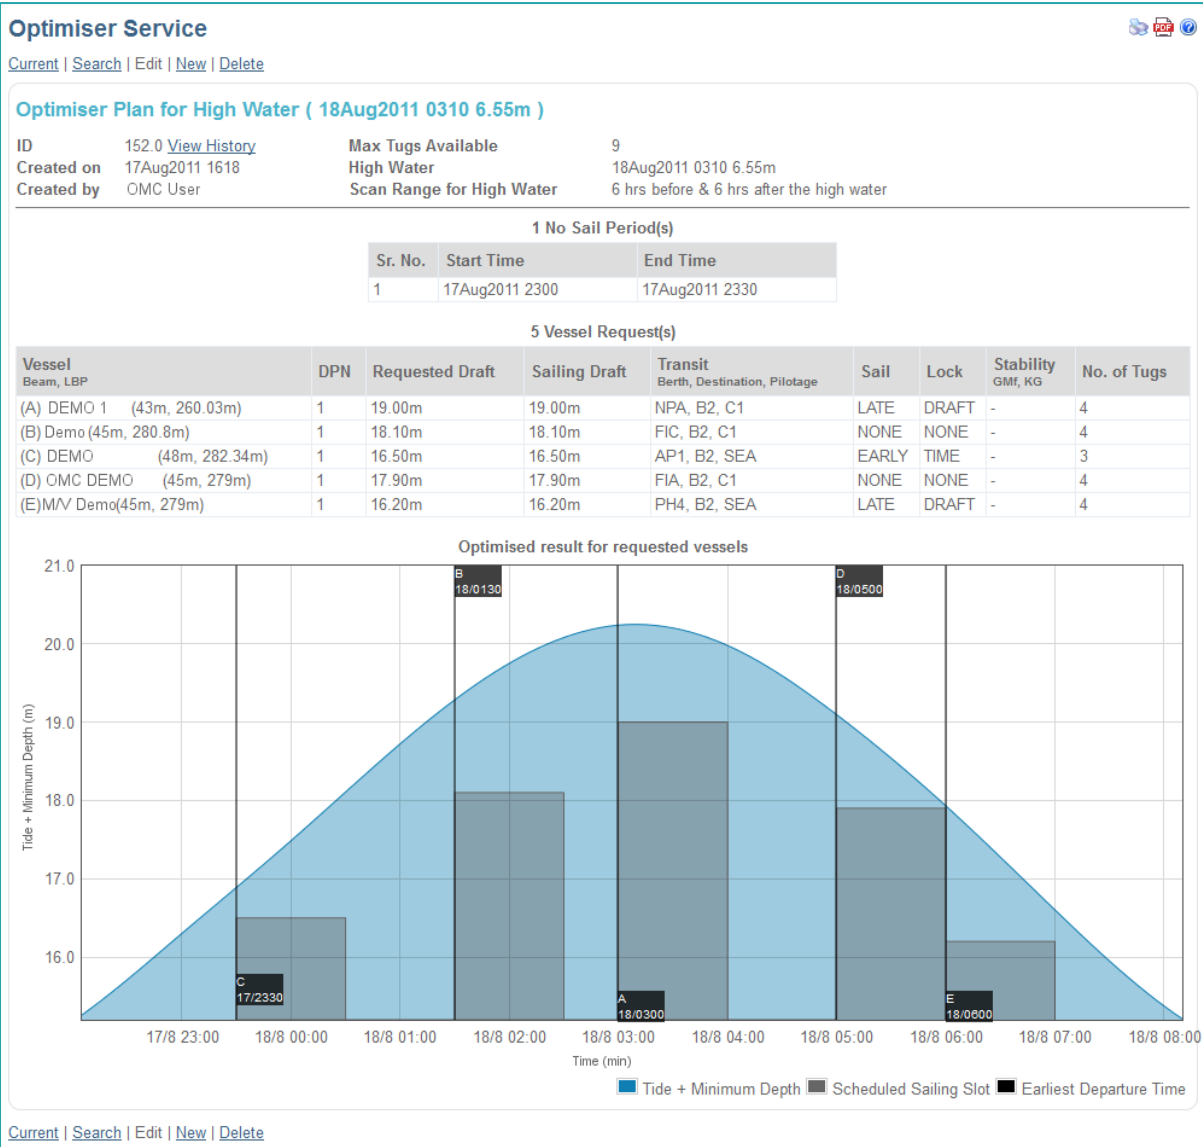 Optimiser Service
PDF ?
Current | Search | Edit | New | Delete
Optimiser Plan for High Water ( 18Aug2011 0310 6.55m )
ID 152.0 View History Max Tugs Available 9
Created on 17Aug2011 1618 High Water 18Aug2011 0310 6.55m
Created by OMC User Scan Range for High Water 6 hrs before & 6 hrs after the high water
1 No Sail Period(s)
Sr. No. Start Time End Time
1 17Aug2011 2300 17Aug2011 2330
5 Vessel Request(s)
Vessel DPN Requested Draft Sailing Draft Transit Sail Lock Stability No. of Tugs
Beam, LBP Berth, Destination, Pilotage GMf, KG
(A) DEMO 1 (43m, 260.03m) 1 19.00m 19.00m NPA, B2, C1 LATE DRAFT - 4
(B) Demo (45m, 280.8m) 1 18.10m 18.10m FIC, B2, C1 NONE NONE - 4
(C) DEMO (48m, 282.34m) 1 16.50m 16.50m AP1, B2, SEA EARLY TIME - 3
(D) OMC DEMO (45m, 279m) 1 17.90m 17.90m FIA, B2, C1 NONE NONE - 4
(E)M/V Demo(45m, 279m) 1 16.20m 16.20m PH4, B2, SEA LATE DRAFT - 4
Optimised result for requested vessels
21.0
B
18/0130
D
18/0500
20.0
19.0
Tide + Minimum Depth (m)
18.0
17.0
16.0
C
17/2330
A
18/0300
E
18/0600
17/8 23:00 18/8 00:00 18/8 01:00 18/8 02:00 18/8 03:00 18/8 04:00 18/8 05:00 18/8 06:00 18/8 07:00 18/8 08:00
Time (min)
Tide + Minimum Depth Scheduled Sailing Slot Earliest Departure Time
Current | Search | Edit | New | Delete